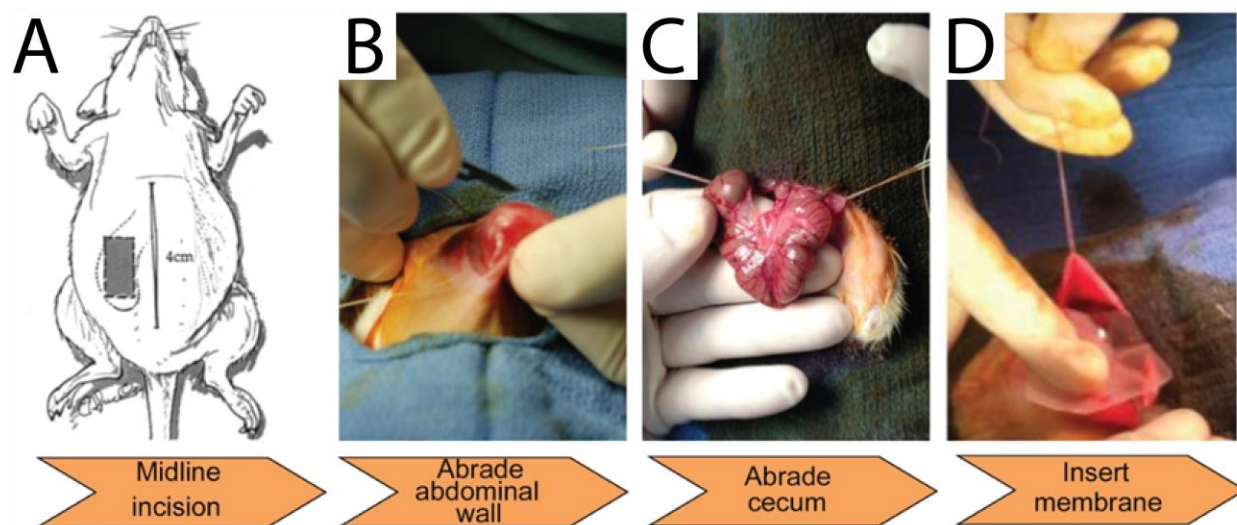 A
B
C
D
4cm
Midline
incision
Abrade
abdominal
wall
Abrade
cecum
Insert
membrane